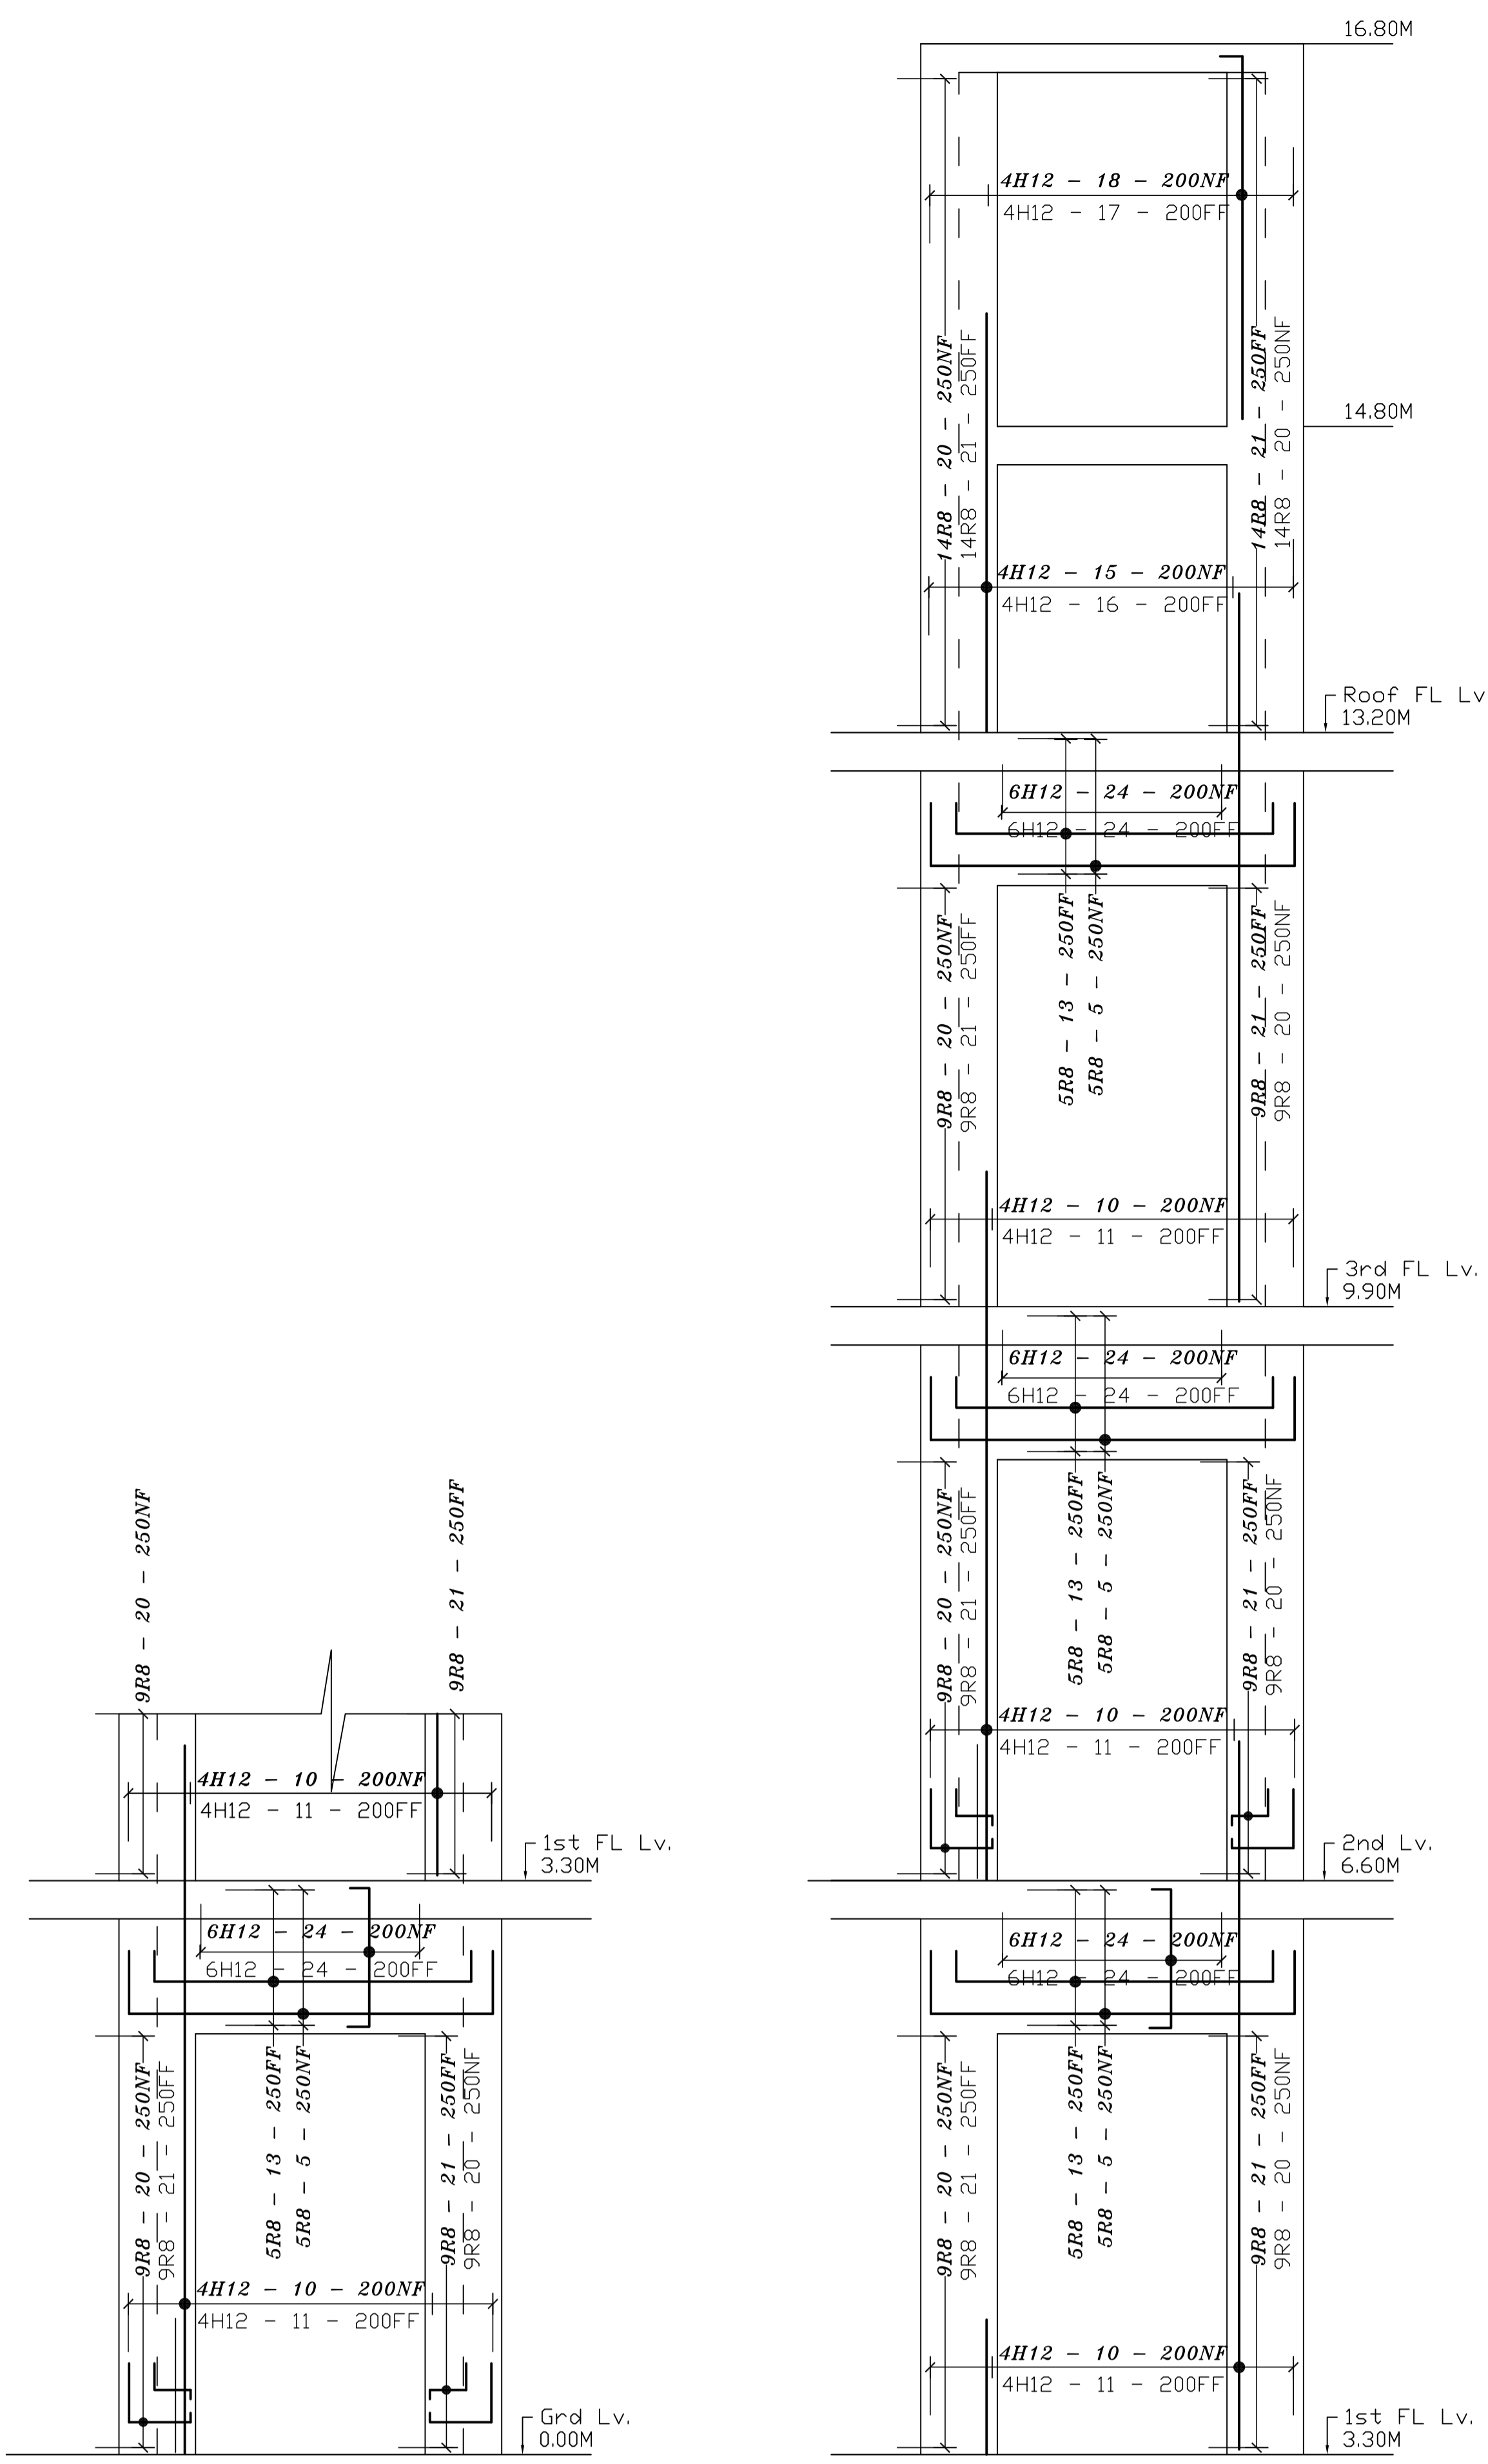 16.80M
4H12 - 18 - 200NF
4H12 - 17 - 200FF
14R8 - 20 - 250NF
14R8 - 21 - 250FF
14R8 - 21 - 250FF
14R8 - 20 - 250NF
14.80M
4H12 - 15 - 200NF
4H12 - 16 - 200FF
Roof FL Lv
13.20M
6H12 - 24 - 200NF
6H12 - 24 - 200FF
9R8 - 20 - 250NF
9R8 - 21 - 250FF
5R8 - 13 - 250FF
5R8 - 5 - 250NF
9R8 - 21 - 250FF
9R8 - 20 - 250NF
4H12 - 10 - 200NF
4H12 - 11 - 200FF
3rd FL Lv.
9.90M
6H12 - 24 - 200NF
6H12 - 24 - 200FF
9R8 - 20 - 250NF
9R8 - 21 - 250FF
5R8 - 13 - 250FF
5R8 - 5 - 250NF
9R8 - 21 - 250FF
9R8 - 20 - 250NF
4H12 - 10 - 200NF
4H12 - 11 - 200FF
2nd Lv.
6.60M
6H12 - 24 - 200NF
6H12 - 24 - 200FF
9R8 - 20 - 250NF
9R8 - 21 - 250FF
5R8 - 13 - 250FF
5R8 - 5 - 250NF
9R8 - 21 - 250FF
9R8 - 20 - 250NF
4H12 - 10 - 200NF
4H12 - 11 - 200FF
1st FL Lv.
3.30M
9R8 - 20 - 250NF
9R8 - 21 - 250FF
4H12 - 10 - 200NF
4H12 - 11 - 200FF
1st FL Lv.
3.30M
6H12 - 24 - 200NF
6H12 - 24 - 200FF
9R8 - 20 - 250NF
9R8 - 21 - 250FF
5R8 - 13 - 250FF
5R8 - 5 - 250NF
9R8 - 21 - 250FF
9R8 - 20 - 250NF
4H12 - 10 - 200NF
4H12 - 11 - 200FF
Grd Lv.
0.00M